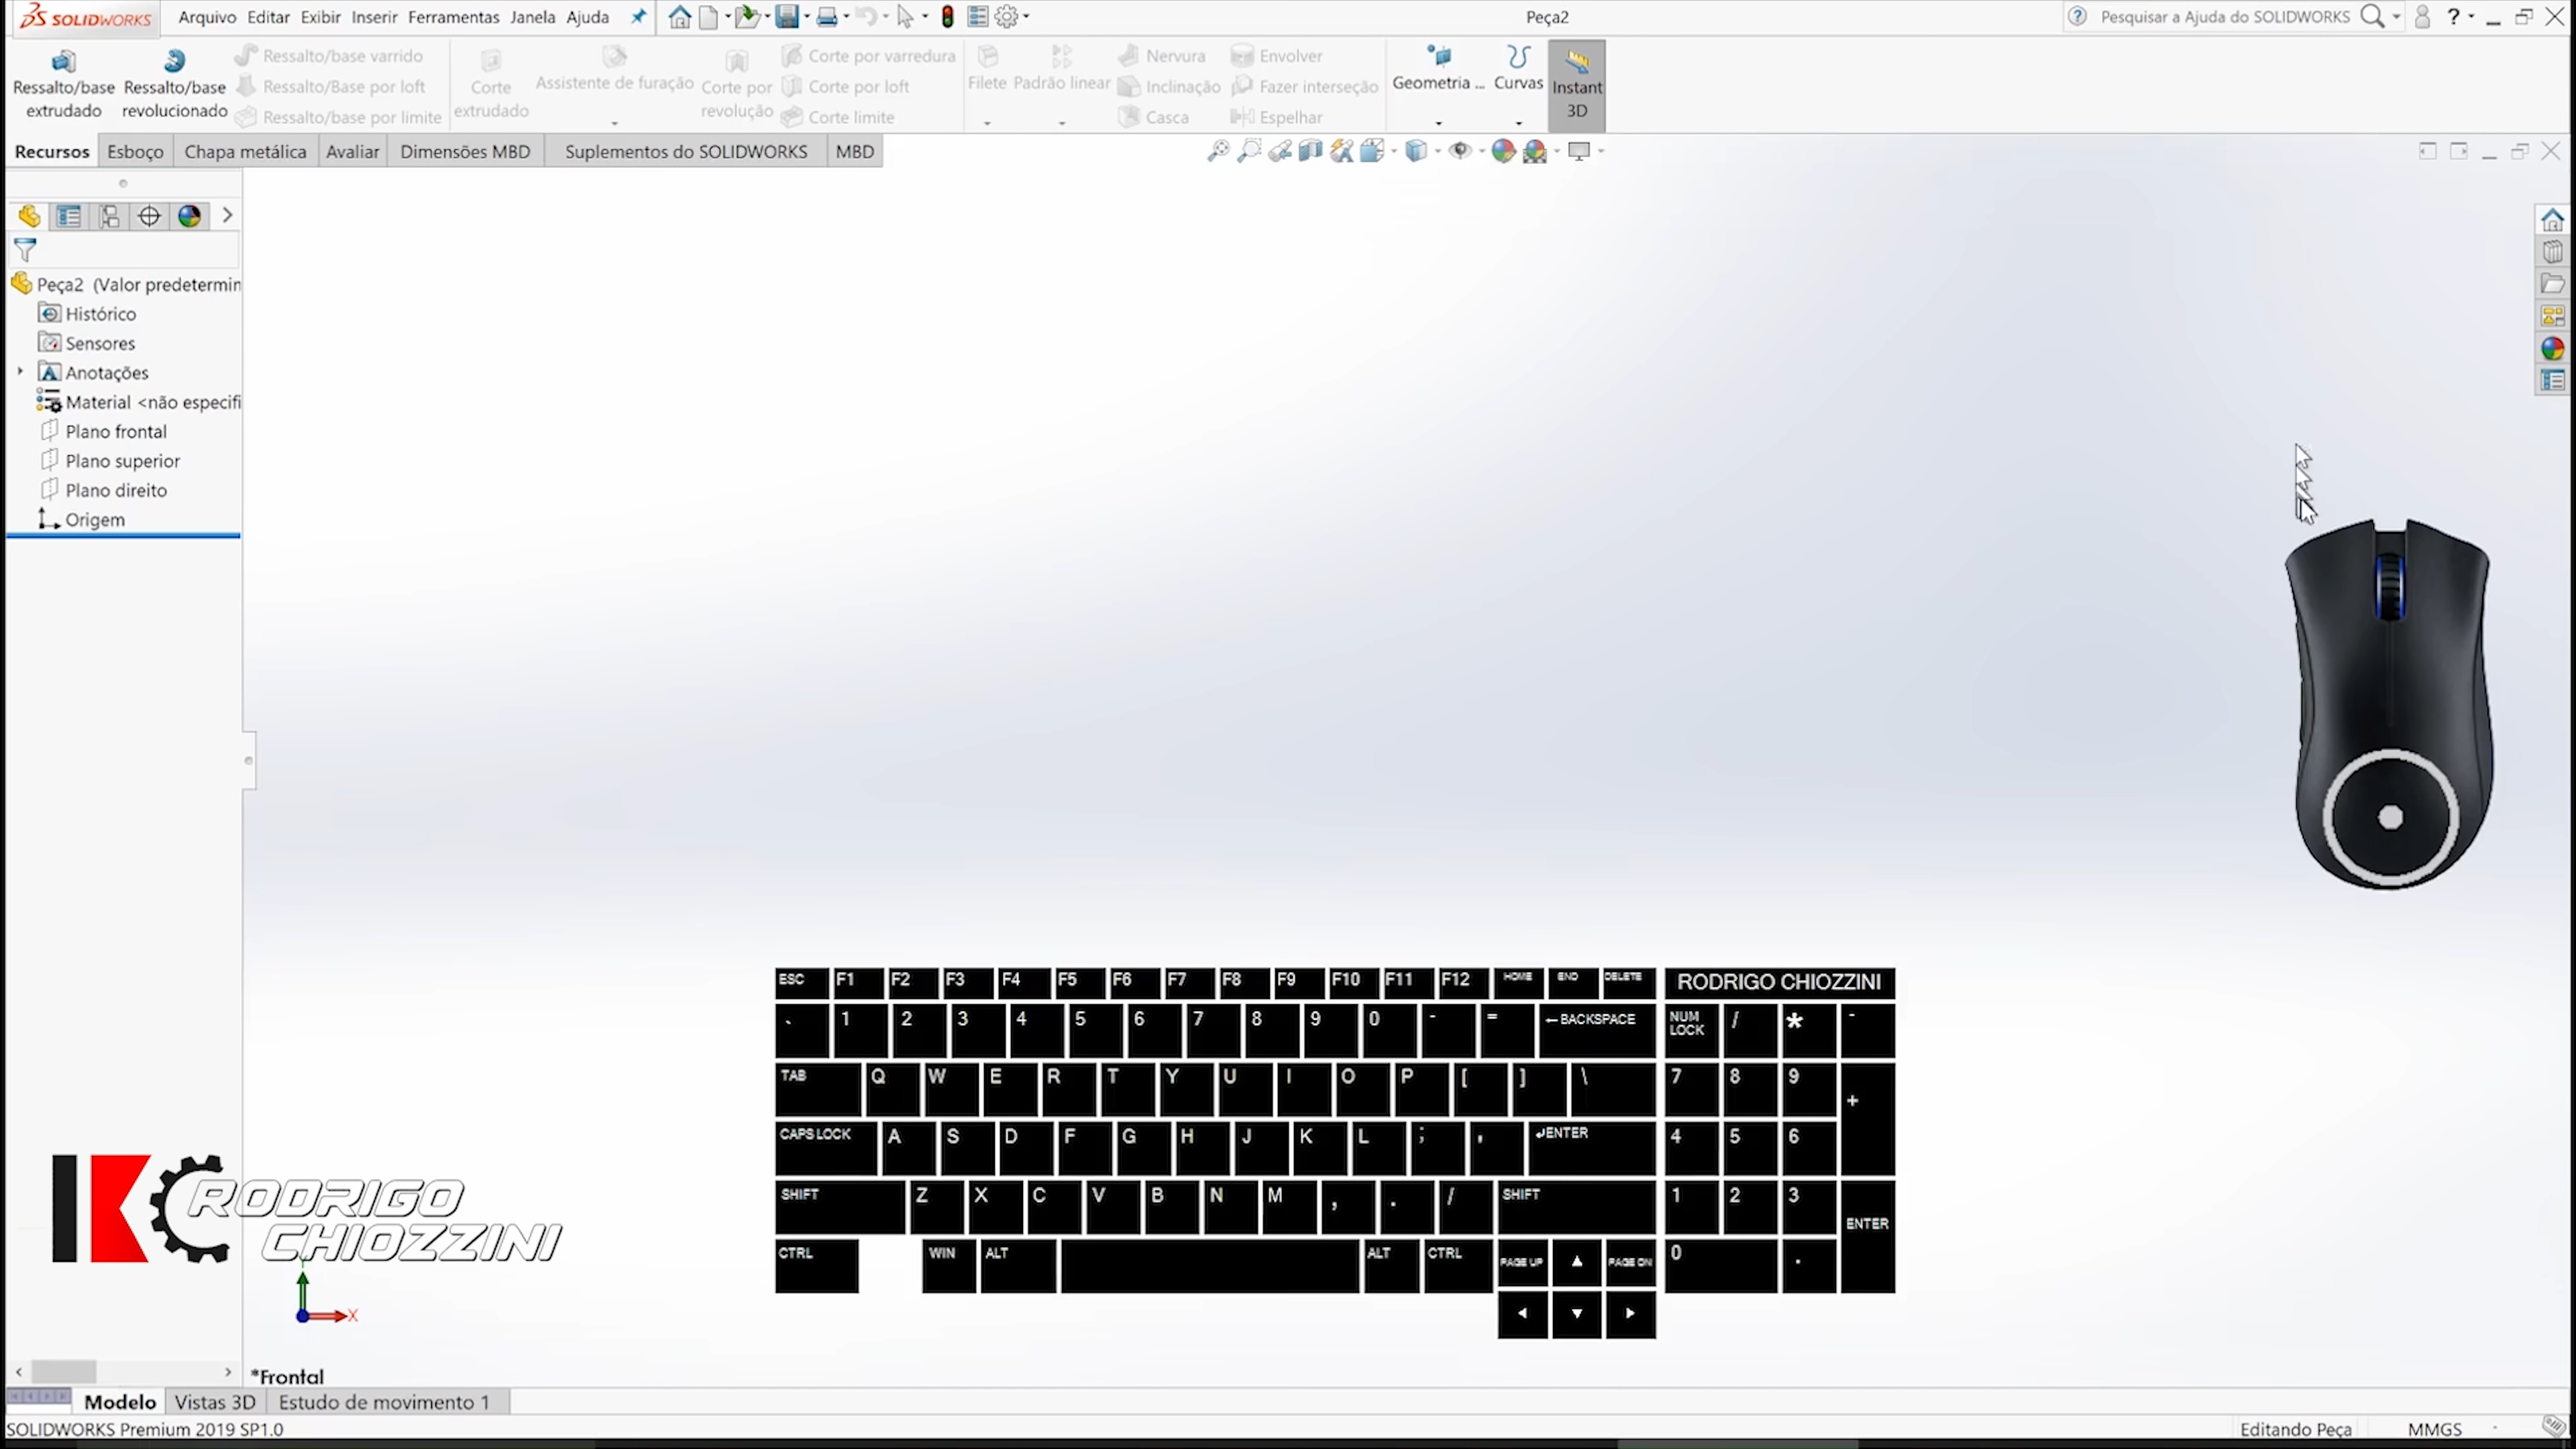 SOLIDWORKS Arquivo Editar Exibir Inserir Ferramentas Janela Ajuda Peça2 Pesquisar a Ajuda do SOLIDWORKS ?
Ressalto/base extrudado
Ressalto/base revolucionado
Ressalto/base varrido
Ressalto/Base por loft
Ressalto/base por limite
Corte extrudado
Assistente de furação
Corte por revolução
Corte por varredura
Corte por loft
Corte limite
Filete
Padrão linear
Nervura
Inclinação
Casca
Envolver
Fazer interseção
Espelhar
Geometria ...
Curvas
Instant 3D
Recursos Esboço Chapa metálica Avaliar Dimensões MBD Suplementos do SOLIDWORKS MBD
Peça2 (Valor predetermin
Histórico
Sensores
Anotações
Material <não especifi
Plano frontal
Plano superior
Plano direito
Origem
ESC F1 F2 F3 F4 F5 F6 F7 F8 F9 F10 F11 F12 HOME END DELETE RODRIGO CHIOZZINI
` 1 2 3 4 5 6 7 8 9 0 - = ←BACKSPACE NUM LOCK / * -
TAB Q W E R T Y U I O P [ ] \ 7 8 9 +
CAPS LOCK A S D F G H J K L ; ' ↲ENTER 4 5 6
SHIFT Z X C V B N M , . / SHIFT 1 2 3 ENTER
CTRL WIN ALT ALT CTRL PAGE UP ▲ PAGE DN 0 .
◄ ▼ ►
RODRIGO
CHIOZZINI
Y
X
*Frontal
Modelo Vistas 3D Estudo de movimento 1
SOLIDWORKS Premium 2019 SP1.0 Editando Peça MMGS -